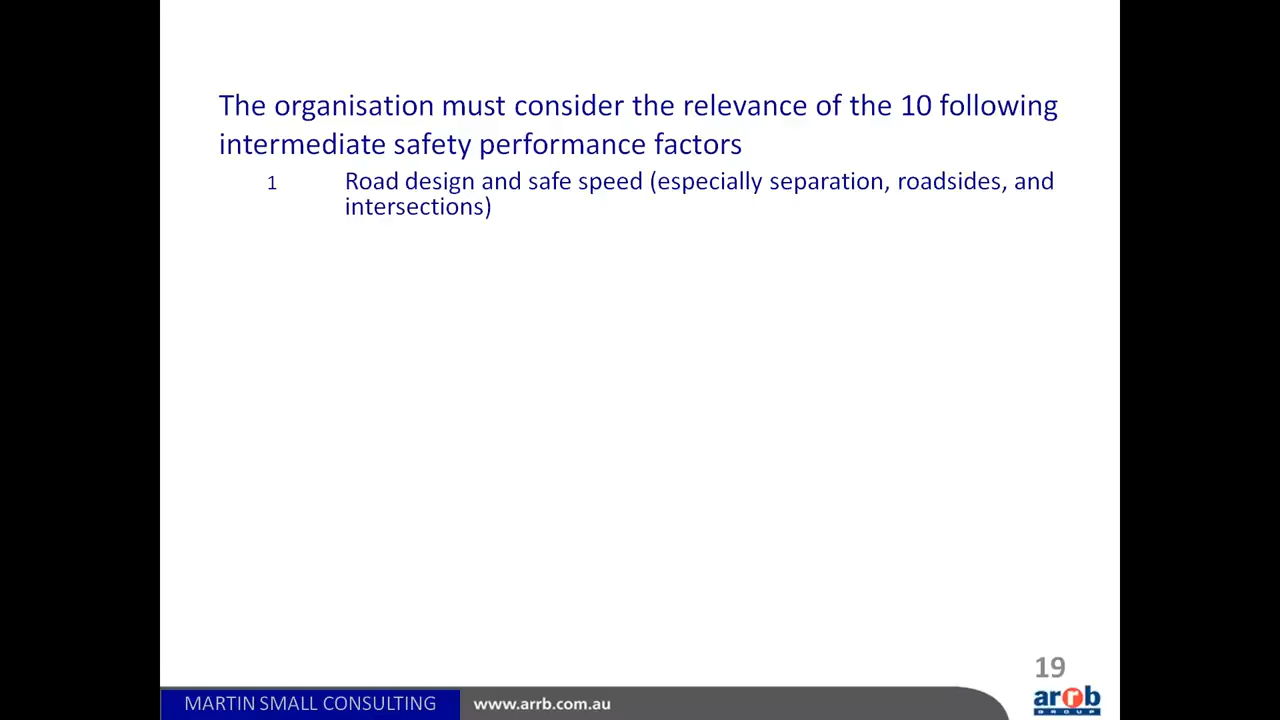 The organisation must consider the relevance of the 10 following
intermediate safety performance factors
1 Road design and safe speed (especially separation, roadsides, and
intersections)
19
MARTIN SMALL CONSULTING
www.arrb.com.au
arrb
GROUP